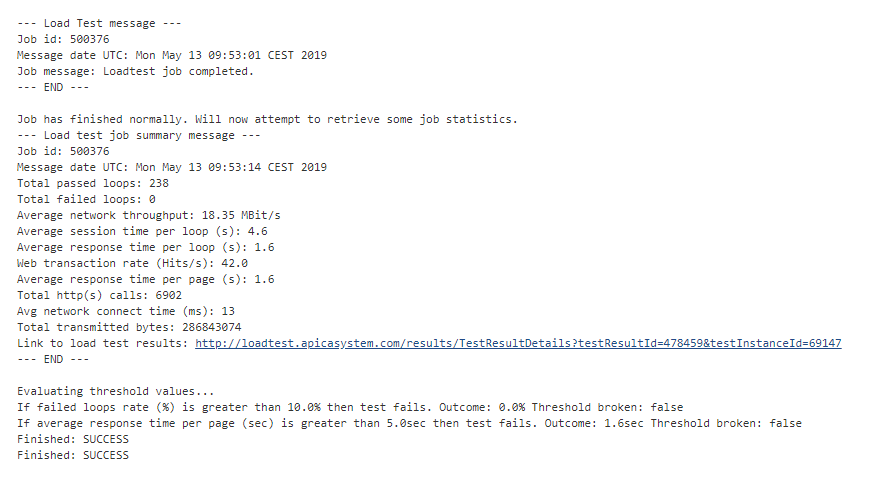 --- Load Test message ---
Job id: 500376
Message date UTC: Mon May 13 09:53:01 CEST 2019
Job message: Loadtest job completed.
--- END ---
Job has finished normally. Will now attempt to retrieve some job statistics.
--- Load test job summary message ---
Job id: 500376
Message date UTC: Mon May 13 09:53:14 CEST 2019
Total passed loops: 238
Total failed loops: 0
Average network throughput: 18.35 MBit/s
Average session time per loop (s): 4.6
Average response time per loop (s): 1.6
Web transaction rate (Hits/s): 42.0
Average response time per page (s): 1.6
Total http(s) calls: 6902
Avg network connect time (ms): 13
Total transmitted bytes: 286843074
Link to load test results: http://loadtest.apicasystem.com/results/TestResultDetails?testResultId=478459&testInstanceId=69147
--- END ---
Evaluating threshold values...
If failed loops rate (%) is greater than 10.0% then test fails. Outcome: 0.0% Threshold broken: false
If average response time per page (sec) is greater than 5.0sec then test fails. Outcome: 1.6sec Threshold broken: false
Finished: SUCCESS
Finished: SUCCESS